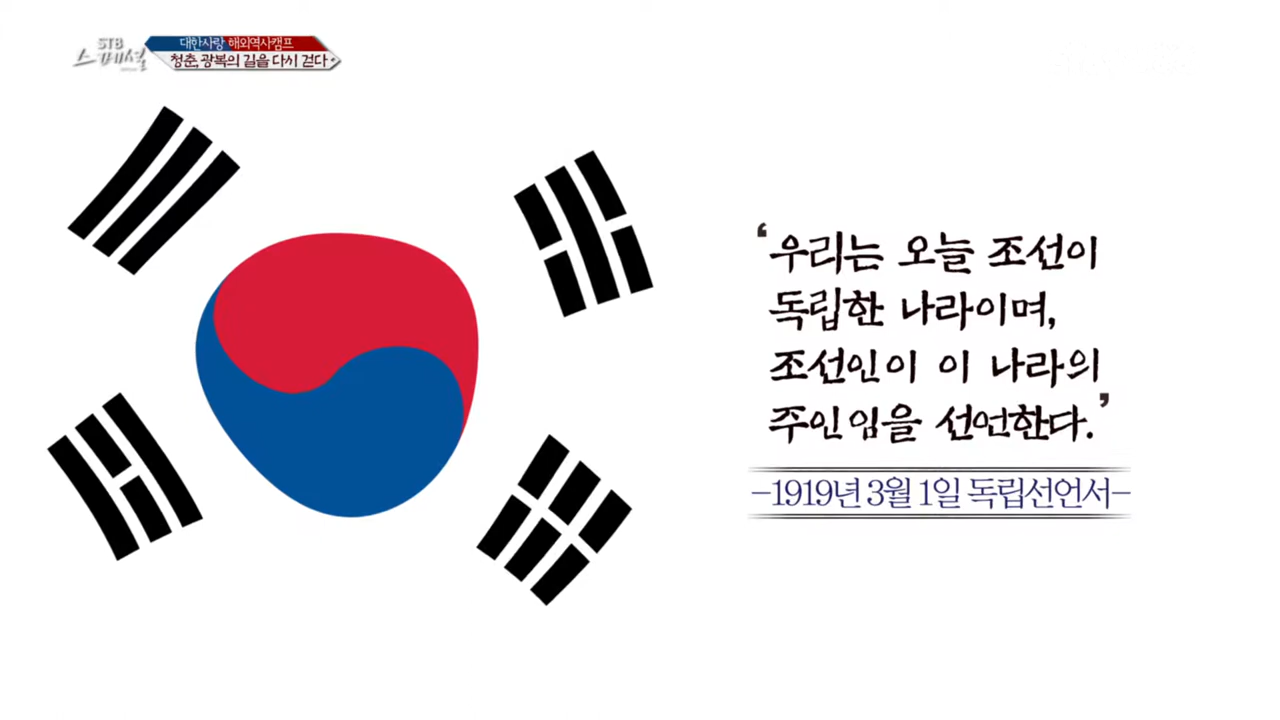 STB
스페셜
대한사랑 해외역사캠프
청춘, 광복의 길을 다시 걷다
‘우리는 오늘 조선이
독립한 나라이며,
조선인이 이 나라의
주인임을 선언한다.’
–1919년 3월 1일 독립선언서–